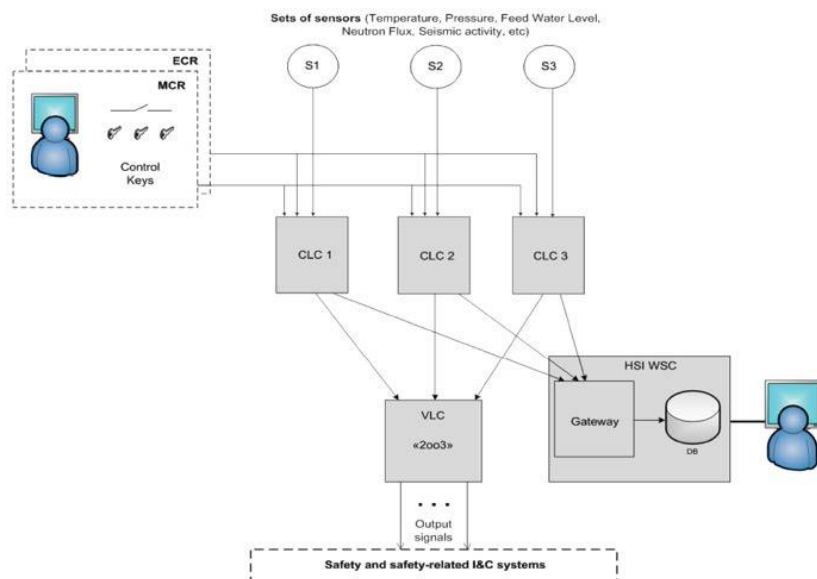 Sets of sensors (Temperature, Pressure, Feed Water Level,
Neutron Flux, Seismic activity, etc)
ECR
MCR
S1
S2
S3
Control
Keys
CLC 1
CLC 2
CLC 3
HSI WSC
VLC
«2oo3»
Gateway
DB
. . .
Output
signals
Safety and safety-related I&C systems